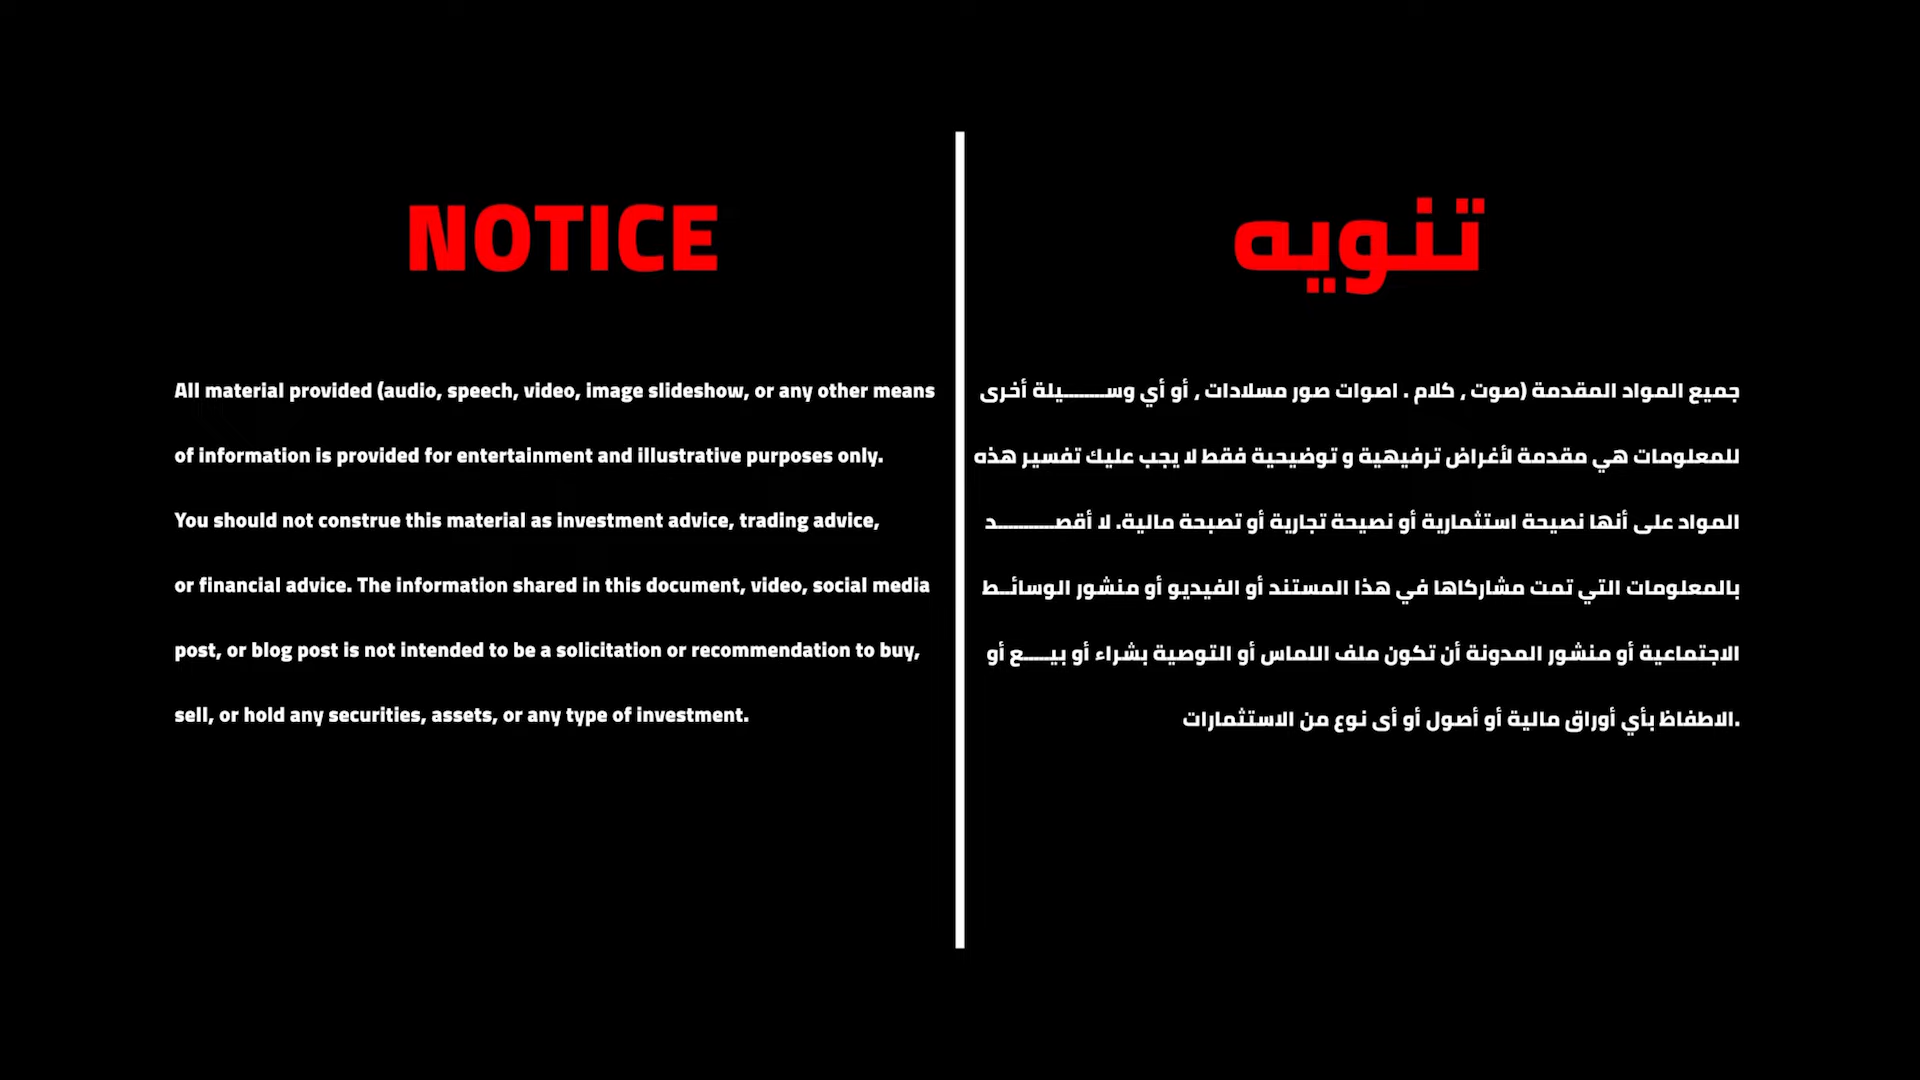 NOTICE
All material provided (audio, speech, video, image slideshow, or any other means
of information is provided for entertainment and illustrative purposes only.
You should not construe this material as investment advice, trading advice,
or financial advice. The information shared in this document, video, social media
post, or blog post is not intended to be a solicitation or recommendation to buy,
sell, or hold any securities, assets, or any type of investment.
تنويه
جميع المواد المقدمة (صوت , كلام . اصوات صور مسلادات , أو أي وســـــــيلة أخرى
للمعلومات هي مقدمة لأغراض ترفيهية و توضيحية فقط لا يجب عليك تفسير هذه
المواد على أنها نصيحة استثمارية أو نصيحة تجارية أو تصبحة مالية. لا أقصــــــــــد
بالمعلومات التي تمت مشاركاها في هذا المستند أو الفيديو أو منشور الوسائــط
الاجتماعية أو منشور المدونة أن تكون ملف اللماس أو التوصية بشراء أو بيـــــع أو
.الاطفاظ بأي أوراق مالية أو أصول أو أى نوع من الاستثمارات